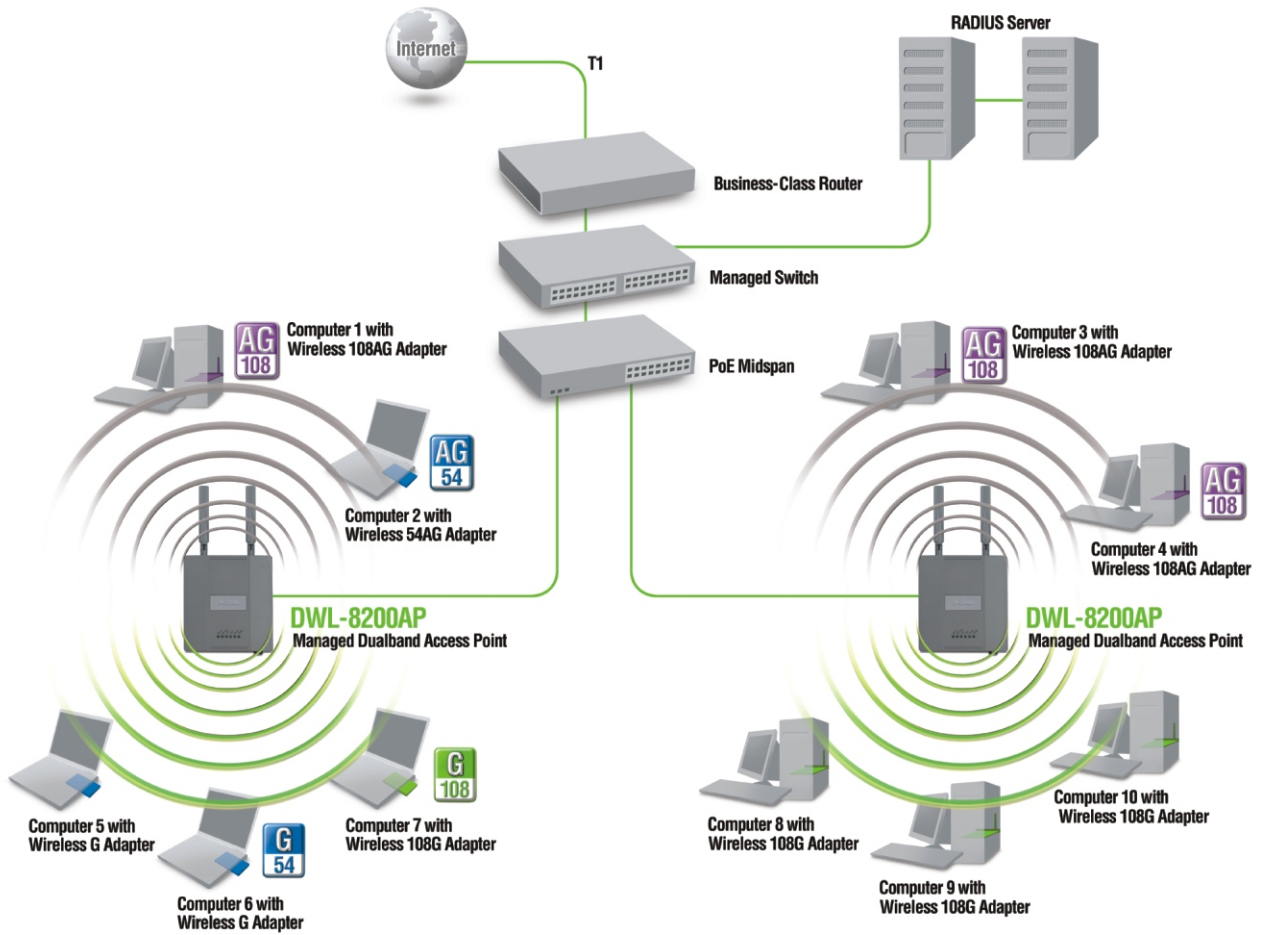 Internet
T1
RADIUS Server
Business-Class Router
Managed Switch
PoE Midspan
AG
108
Computer 1 with
Wireless 108AG Adapter
AG
54
Computer 2 with
Wireless 54AG Adapter
AG
108
Computer 3 with
Wireless 108AG Adapter
AG
108
Computer 4 with
Wireless 108AG Adapter
DWL-8200AP
Managed Dualband Access Point
DWL-8200AP
Managed Dualband Access Point
Computer 5 with
Wireless G Adapter
G
54
Computer 6 with
Wireless G Adapter
G
108
Computer 7 with
Wireless 108G Adapter
Computer 8 with
Wireless 108G Adapter
Computer 9 with
Wireless 108G Adapter
Computer 10 with
Wireless 108G Adapter